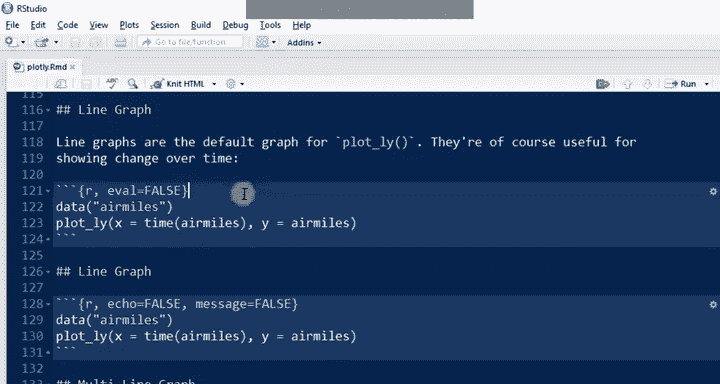 RStudio
File Edit Code View Plots Session Build Debug Tools Help
Go to file/function Addins
plotly.Rmd
Knit HTML Run
115
116 ## Line Graph
117
118 Line graphs are the default graph for `plot_ly()`. They're of course useful for
119 showing change over time:
120
121 ```{r, eval=FALSE}
122 data("airmiles")
123 plot_ly(x = time(airmiles), y = airmiles)
124 ```
125
126 ## Line Graph
127
128 ```{r, echo=FALSE, message=FALSE}
129 data("airmiles")
130 plot_ly(x = time(airmiles), y = airmiles)
131 ```
132
133 ## Multi Line Graph